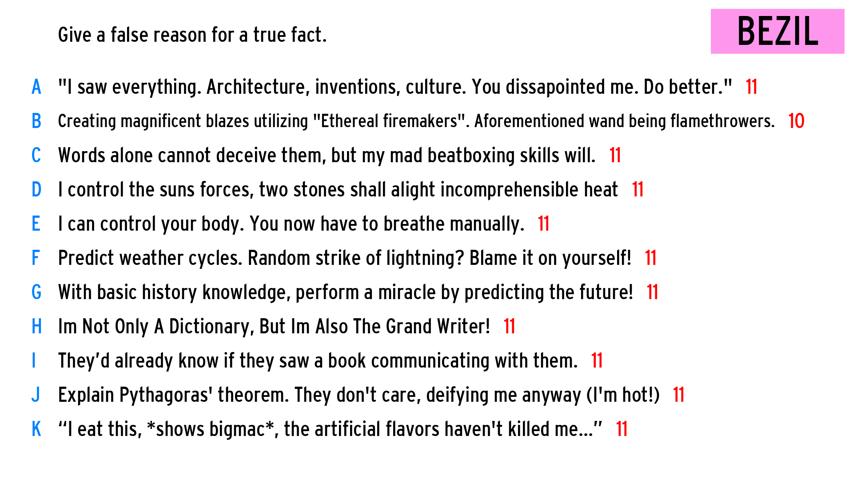 Give a false reason for a true fact.
BEZIL
A "I saw everything. Architecture, inventions, culture. You dissapointed me. Do better." 11
B Creating magnificent blazes utilizing "Ethereal firemakers". Aforementioned wand being flamethrowers. 10
C Words alone cannot deceive them, but my mad beatboxing skills will. 11
D I control the suns forces, two stones shall alight incomprehensible heat 11
E I can control your body. You now have to breathe manually. 11
F Predict weather cycles. Random strike of lightning? Blame it on yourself! 11
G With basic history knowledge, perform a miracle by predicting the future! 11
H Im Not Only A Dictionary, But Im Also The Grand Writer! 11
I They’d already know if they saw a book communicating with them. 11
J Explain Pythagoras' theorem. They don't care, deifying me anyway (I'm hot!) 11
K “I eat this, *shows bigmac*, the artificial flavors haven't killed me...” 11